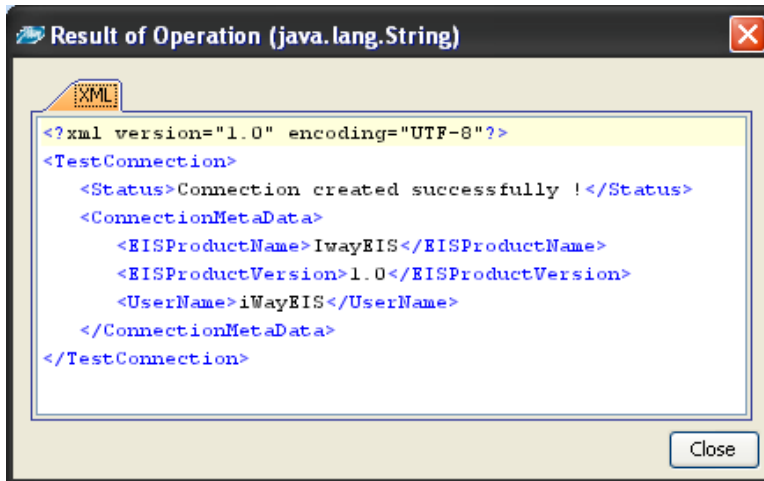 Result of Operation (java.lang.String)
XML
<?xml version="1.0" encoding="UTF-8"?>
<TestConnection>
<Status>Connection created successfully !</Status>
<ConnectionMetaData>
<EISProductName>IwayEIS</EISProductName>
<EISProductVersion>1.0</EISProductVersion>
<UserName>iWayEIS</UserName>
</ConnectionMetaData>
</TestConnection>
Close